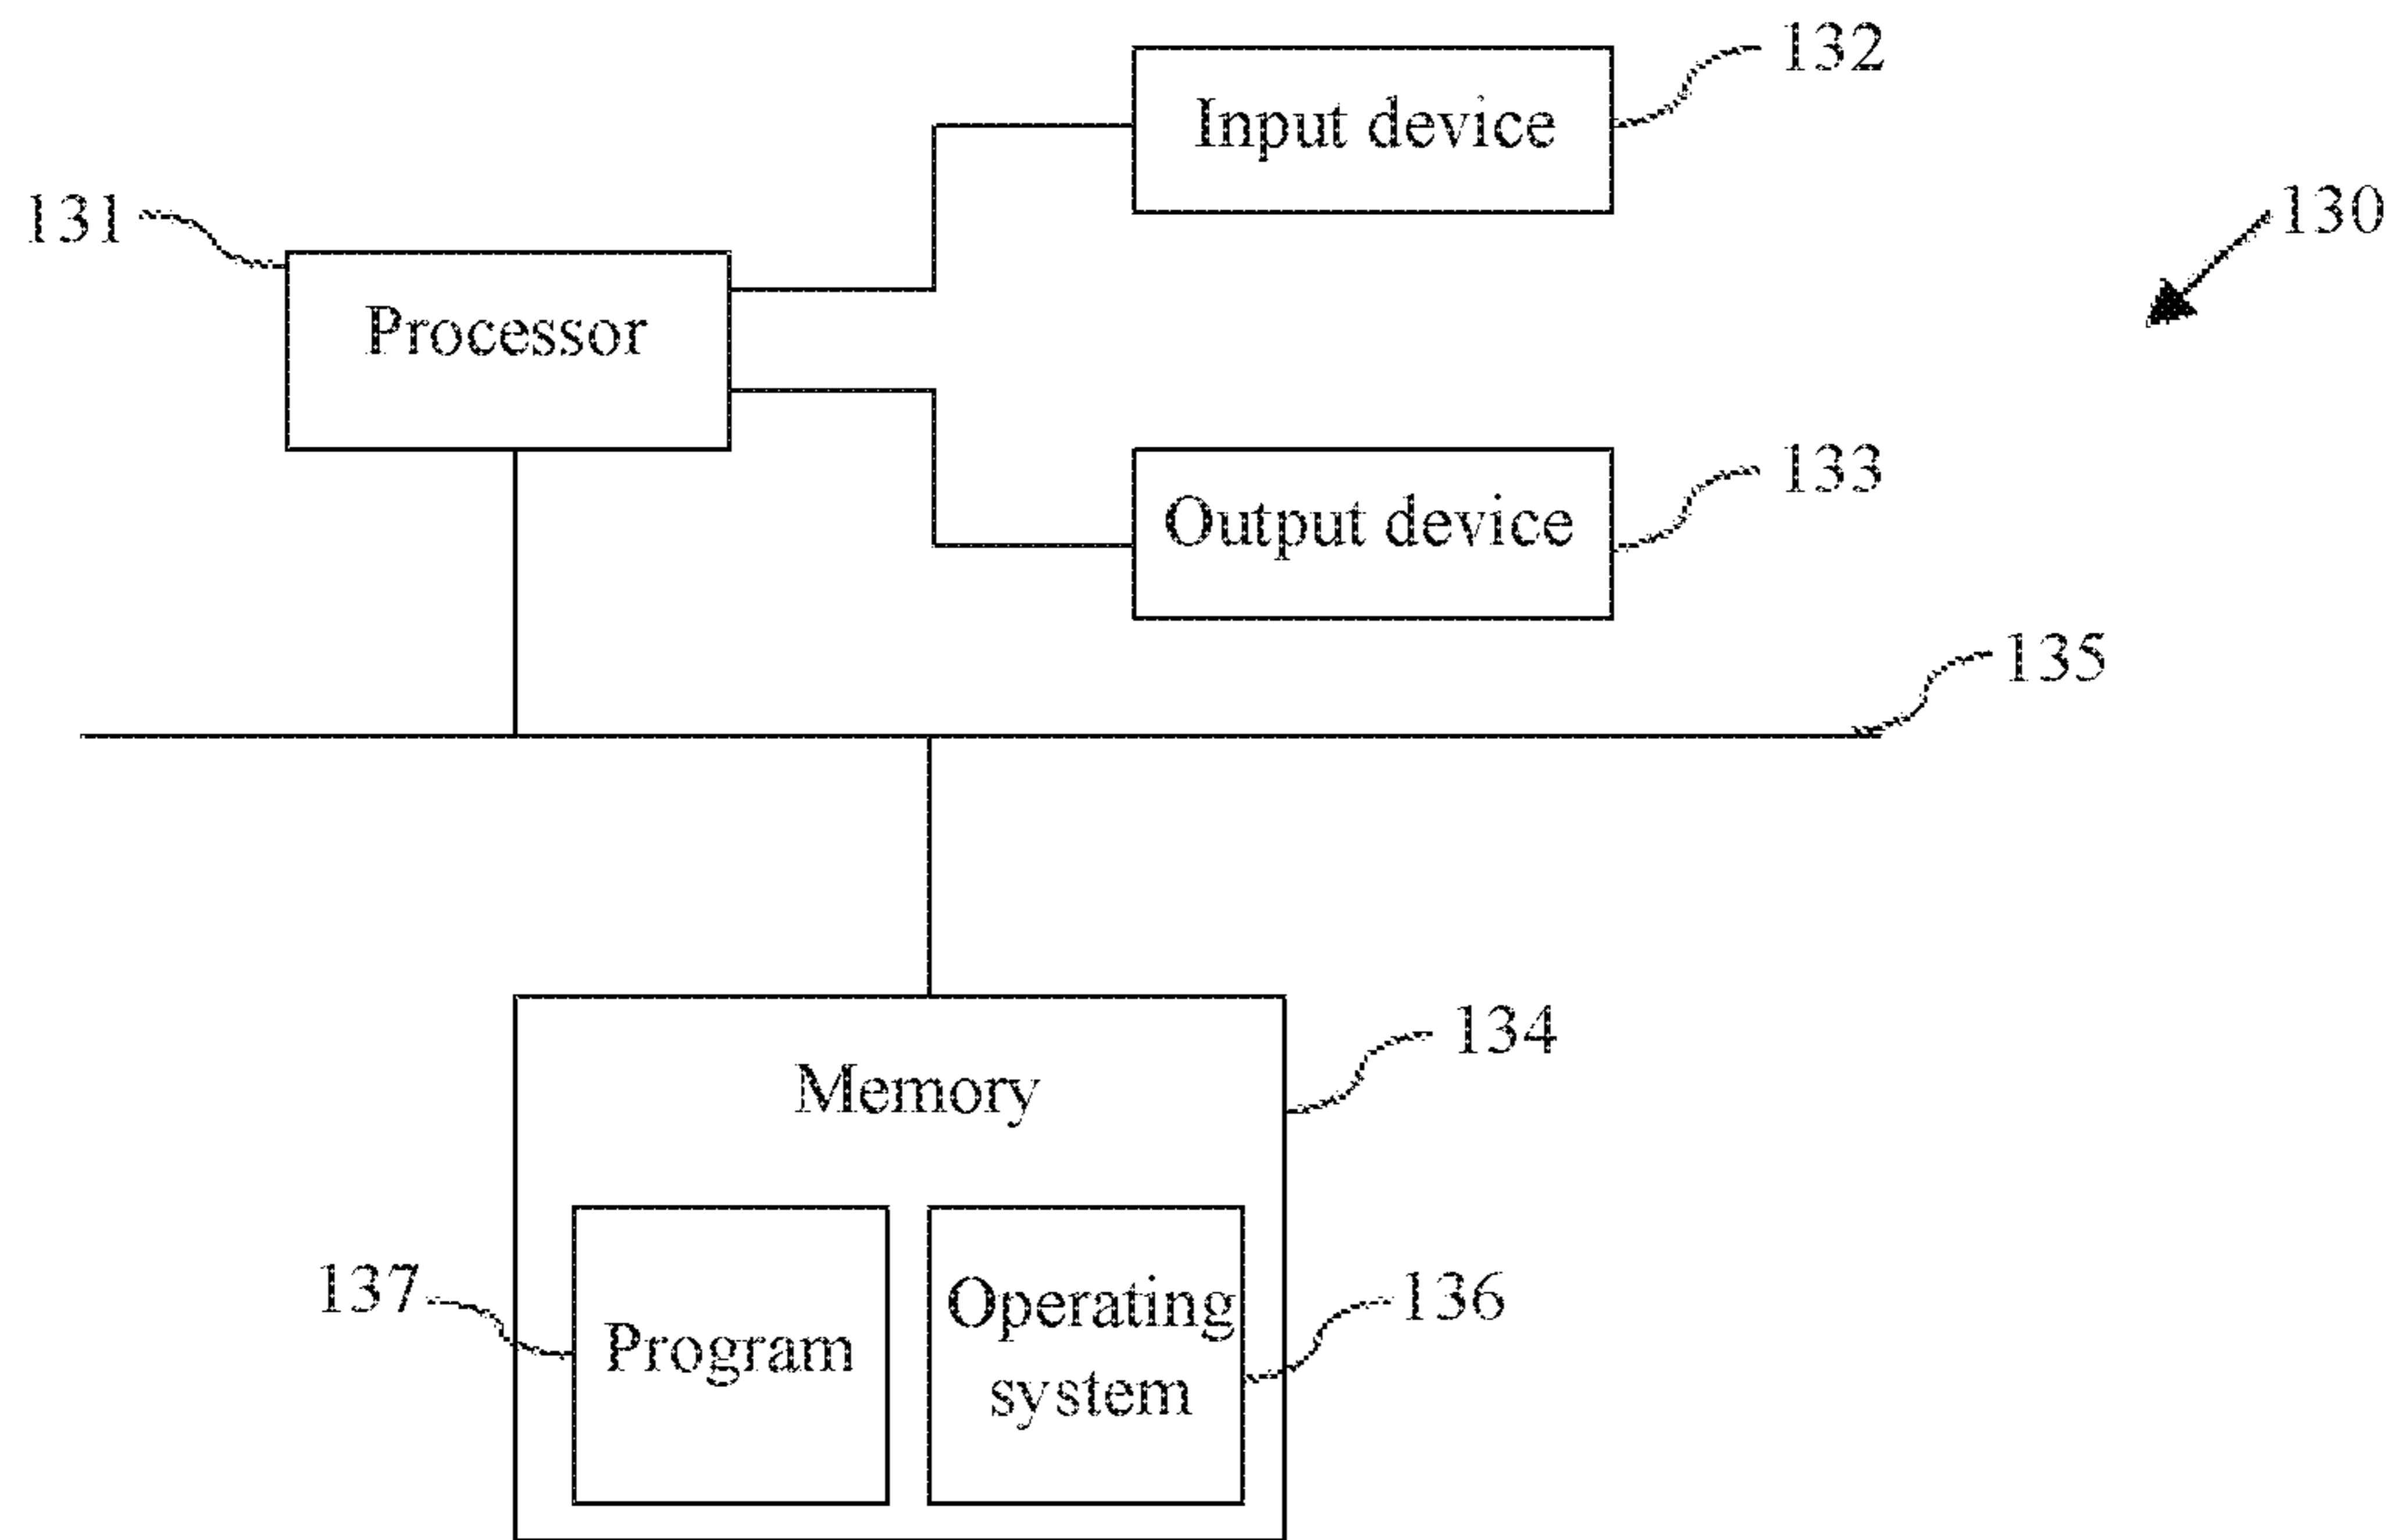 132
Input device
130
131
Processor
133
Output device
135
134
Memory
137
Program
Operating
system
136